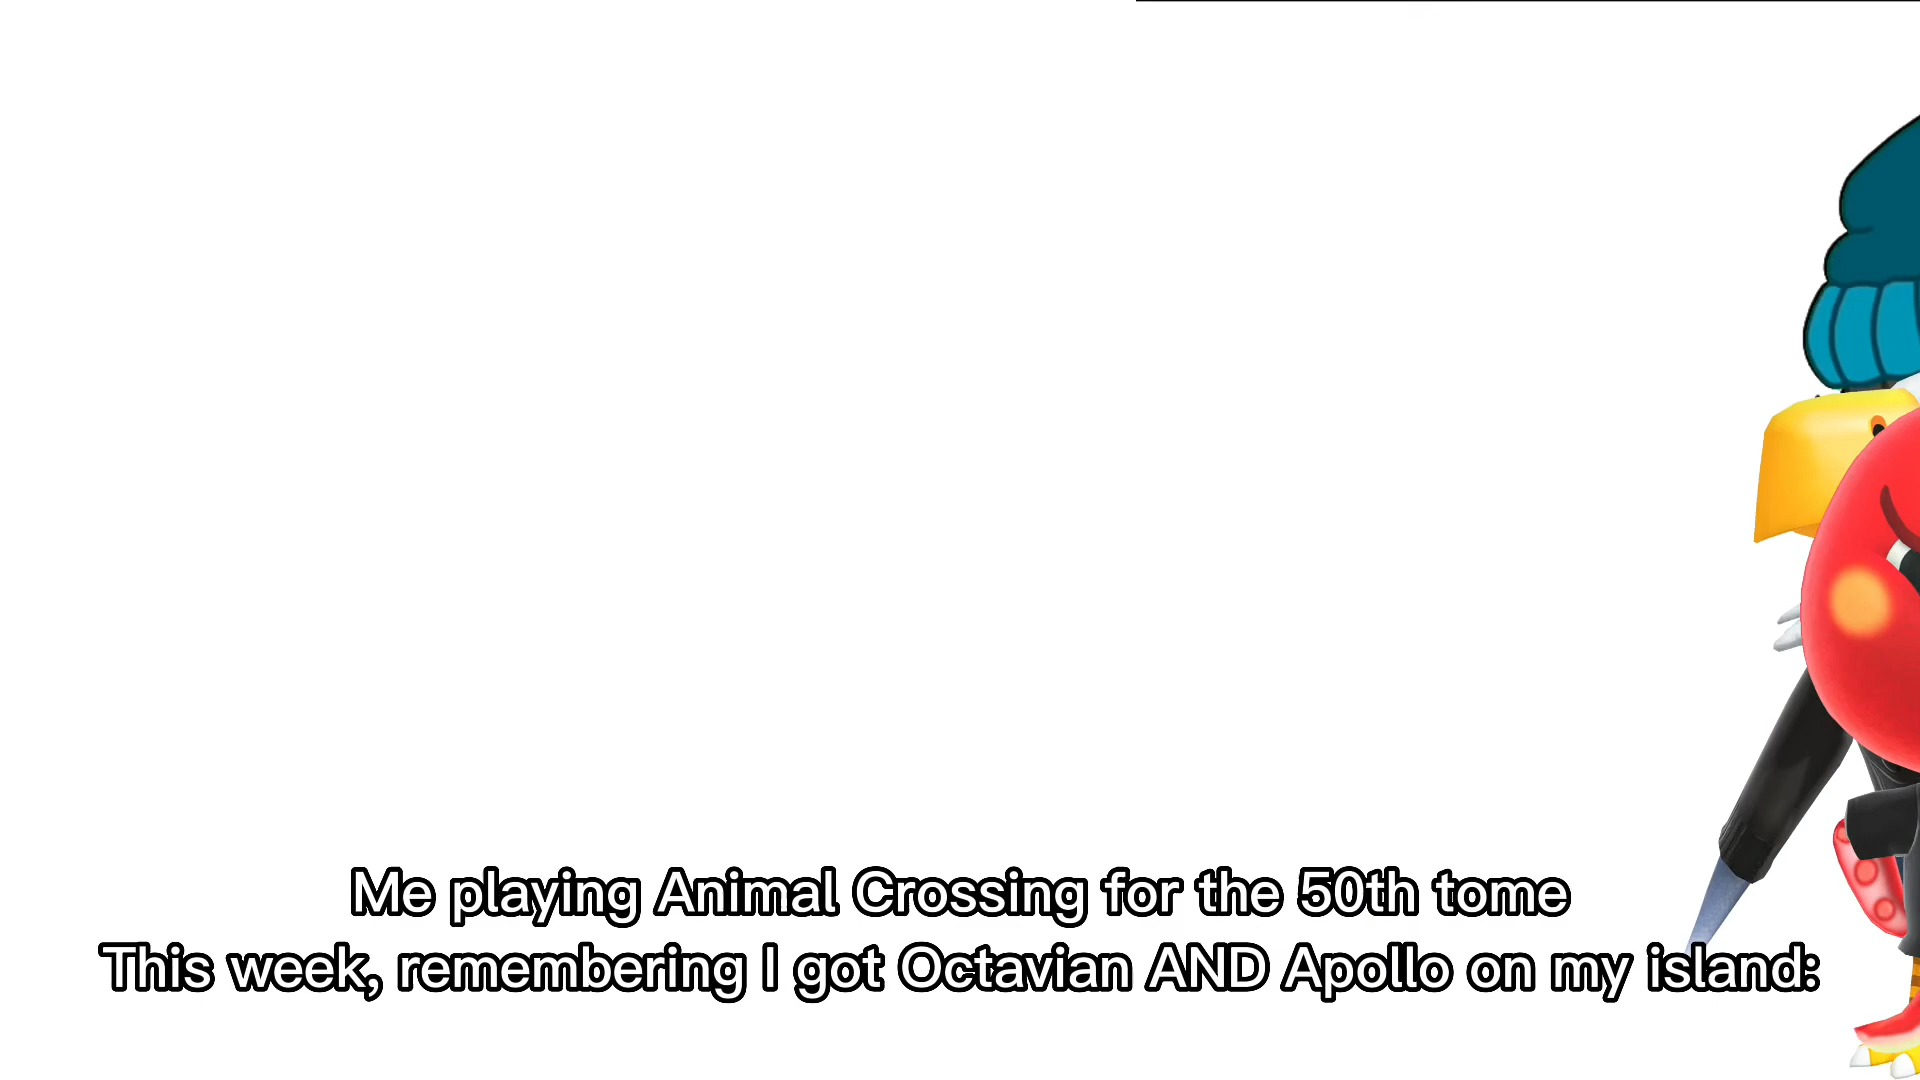 Me playing Animal Crossing for the 50th tome
This week, remembering I got Octavian AND Apollo on my island: